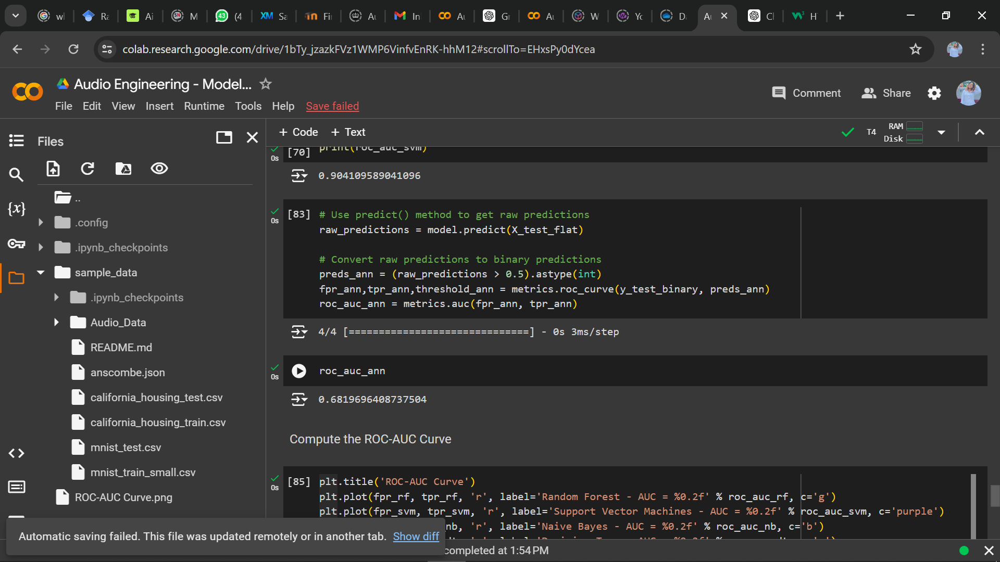 wl
Ra
Ai
M
43
(4
XM
Sa
Fi
Au
In
Au
G
Au
W
Yo
D
Au
Cl
H
colab.research.google.com/drive/1bTy_jzazkFVz1WMP6VinfvEnRK-hhM12#scrollTo=EHxsPy0dYcea
Audio Engineering - Model...
Comment
Share
File Edit View Insert Runtime Tools Help Save failed
Files
+ Code + Text
T4
RAM
Disk
..
.config
.ipynb_checkpoints
sample_data
.ipynb_checkpoints
Audio_Data
README.md
anscombe.json
california_housing_test.csv
california_housing_train.csv
mnist_test.csv
mnist_train_small.csv
ROC-AUC Curve.png
{x}
0s
[70] print(roc_auc_svm)
0.904109589041096
0s
[83] # Use predict() method to get raw predictions
raw_predictions = model.predict(X_test_flat)
# Convert raw predictions to binary predictions
preds_ann = (raw_predictions > 0.5).astype(int)
fpr_ann,tpr_ann,threshold_ann = metrics.roc_curve(y_test_binary, preds_ann)
roc_auc_ann = metrics.auc(fpr_ann, tpr_ann)
4/4 [==============================] - 0s 3ms/step
0s
roc_auc_ann
0.6819696408737504
Compute the ROC-AUC Curve
0s
[85] plt.title('ROC-AUC Curve')
plt.plot(fpr_rf, tpr_rf, 'r', label='Random Forest - AUC = %0.2f' % roc_auc_rf, c='g')
plt.plot(fpr_svm, tpr_svm, 'r', label='Support Vector Machines - AUC = %0.2f' % roc_auc_svm, c='purple')
nb, 'r', label='Naive Bayes - AUC = %0.2f' % roc_auc_nb, c='b')
Automatic saving failed. This file was updated remotely or in another tab. Show diff
completed at 1:54 PM